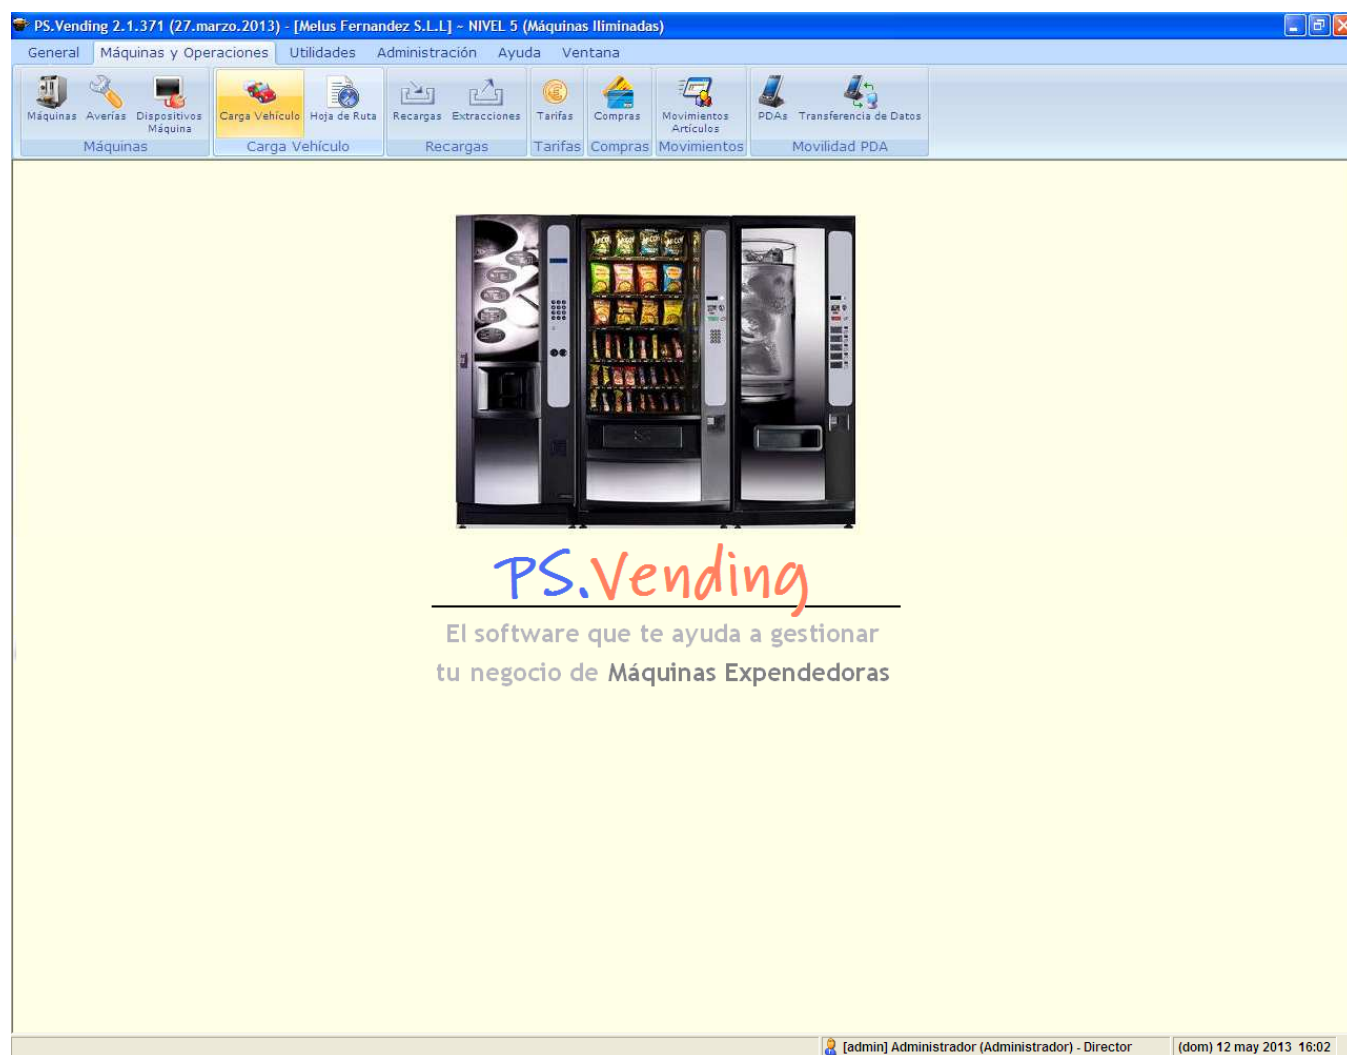 PS.Vending 2.1.371 (27.marzo.2013) - [Melus Fernandez S.L.L] ~ NIVEL 5 (Máquinas Iliminadas)
General Máquinas y Operaciones Utilidades Administración Ayuda Ventana
Máquinas Averías Dispositivos Máquina Carga Vehículo Hoja de Ruta Recargas Extracciones Tarifas Compras Movimientos Artículos PDAs Transferencia de Datos
Máquinas Carga Vehículo Recargas Tarifas Compras Movimientos Movilidad PDA
PS.Vending
El software que te ayuda a gestionar
tu negocio de Máquinas Expendedoras
[admin] Administrador (Administrador) - Director (dom) 12 may 2013 16:02